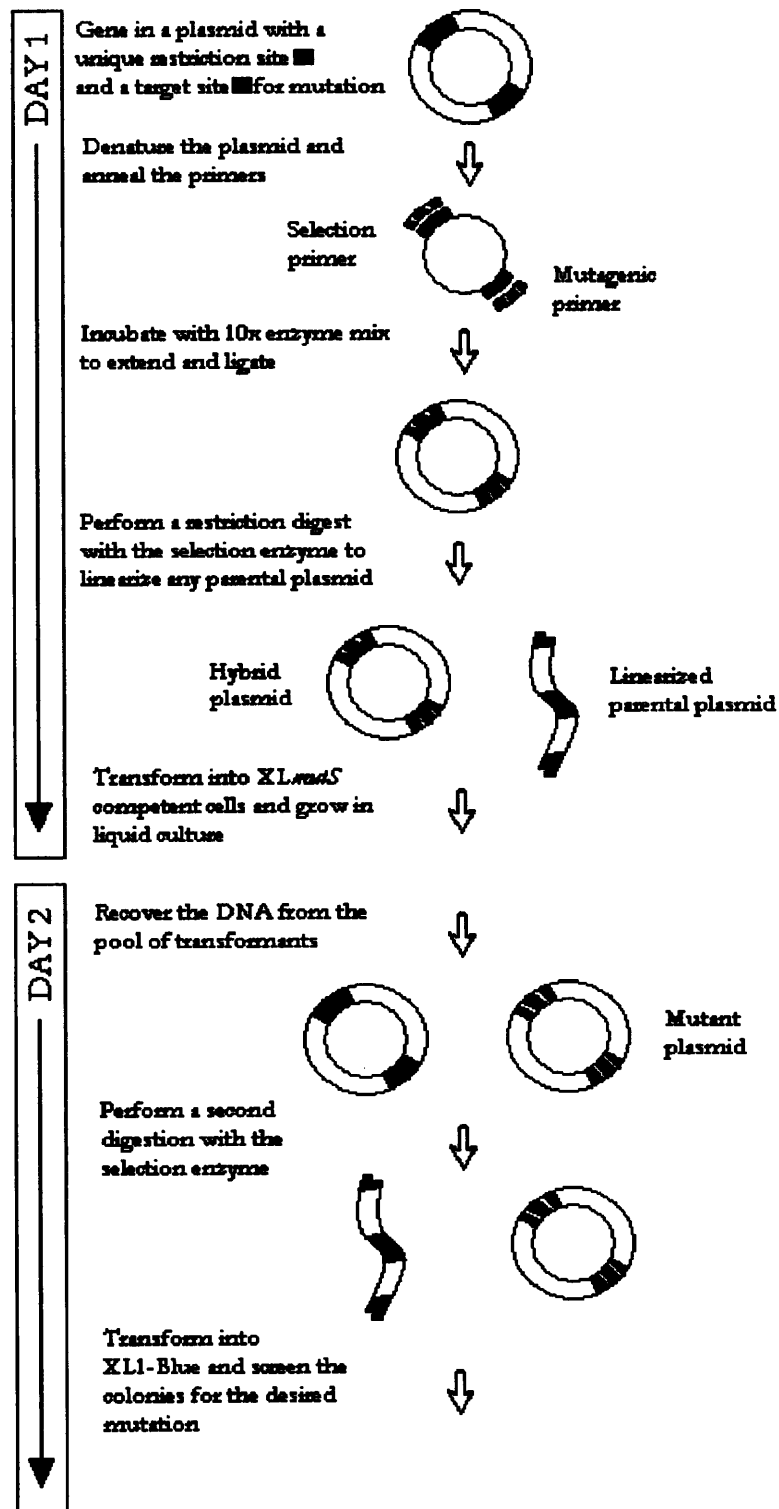 DAY 1
Gene in a plasmid with a
unique restriction site
and a target site for mutation
Denature the plasmid and
anneal the primers
Selection
primer
Mutagenic
primer
Incubate with 10x enzyme mix
to extend and ligate
Perform a restriction digest
with the selection enzyme to
linearize any parental plasmid
Hybrid
plasmid
Linearized
parental plasmid
Transform into XLmutS
competent cells and grow in
liquid culture
DAY 2
Recover the DNA from the
pool of transformants
Mutant
plasmid
Perform a second
digestion with the
selection enzyme
Transform into
XL1-Blue and screen the
colonies for the desired
mutation